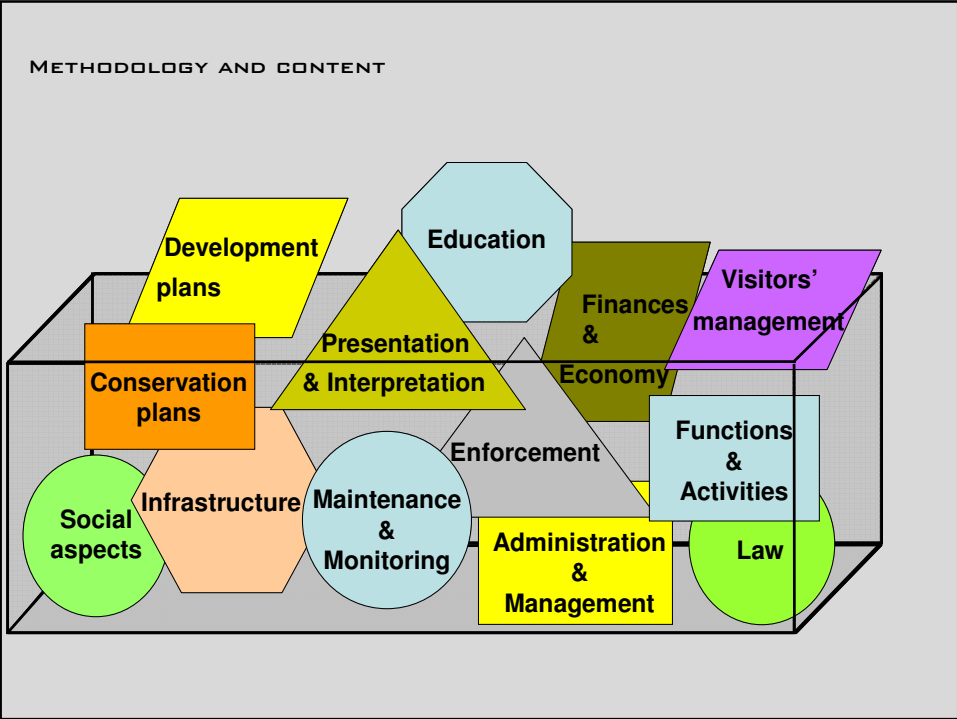 Methodology and content
Education
Development
plans
Visitors’
management
Finances
&
Economy
Presentation
& Interpretation
Conservation
plans
Functions
&
Activities
Enforcement
Infrastructure
Maintenance
&
Monitoring
Social
aspects
Administration
&
Management
Law